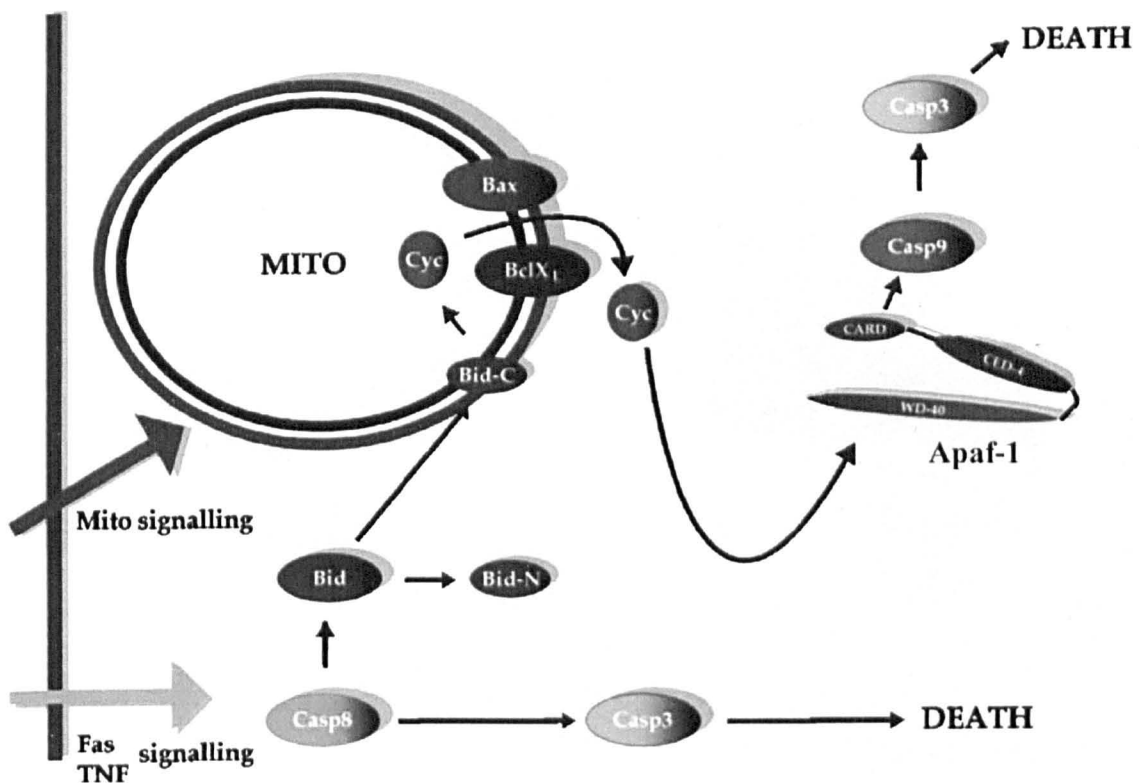 DEATH
Casp3
Bax
Casp9
MITO
Cyc
BclX L
Cyc
CARD
CED-4
Bid-C
WD-40
Apaf-1
Mito signalling
Bid
Bid-N
Casp8
Casp3
DEATH
Fas
TNF
signalling